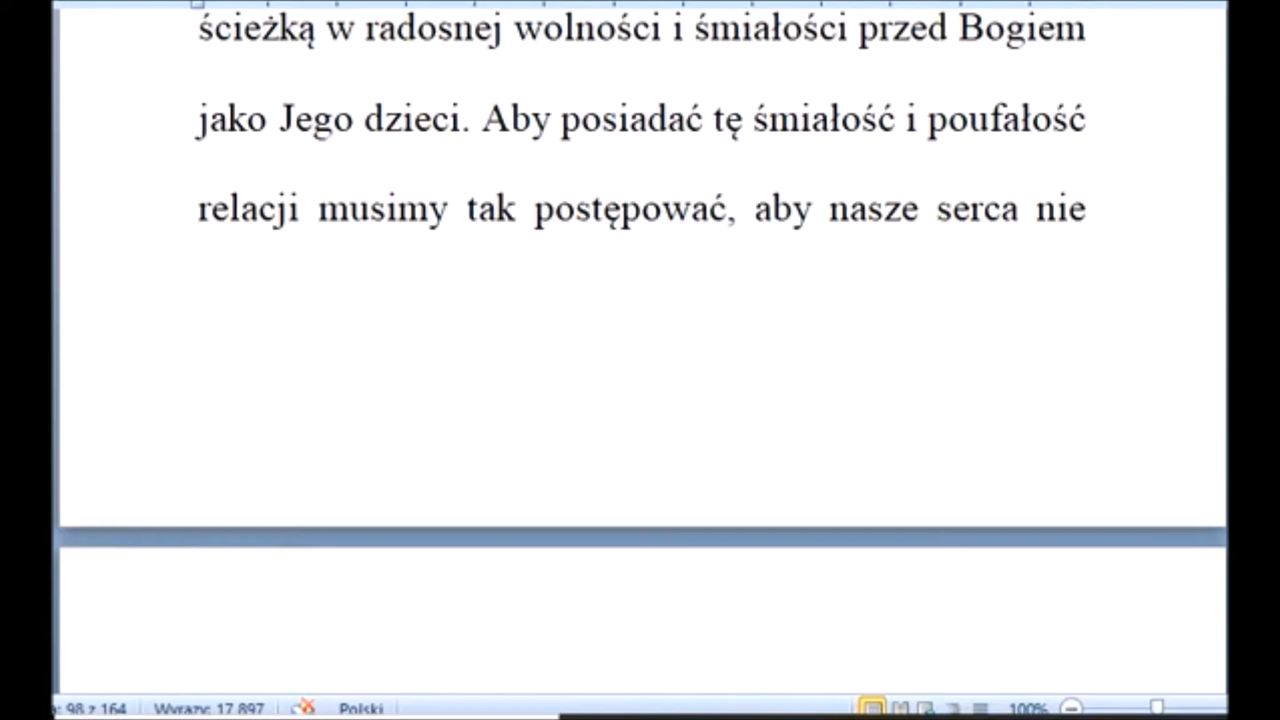 ścieżką w radosnej wolności i śmiałości przed Bogiem
jako Jego dzieci. Aby posiadać tę śmiałość i poufałość
relacji musimy tak postępować, aby nasze serca nie
: 98 z 164 Wyrazy: 17 897 Polski 100%